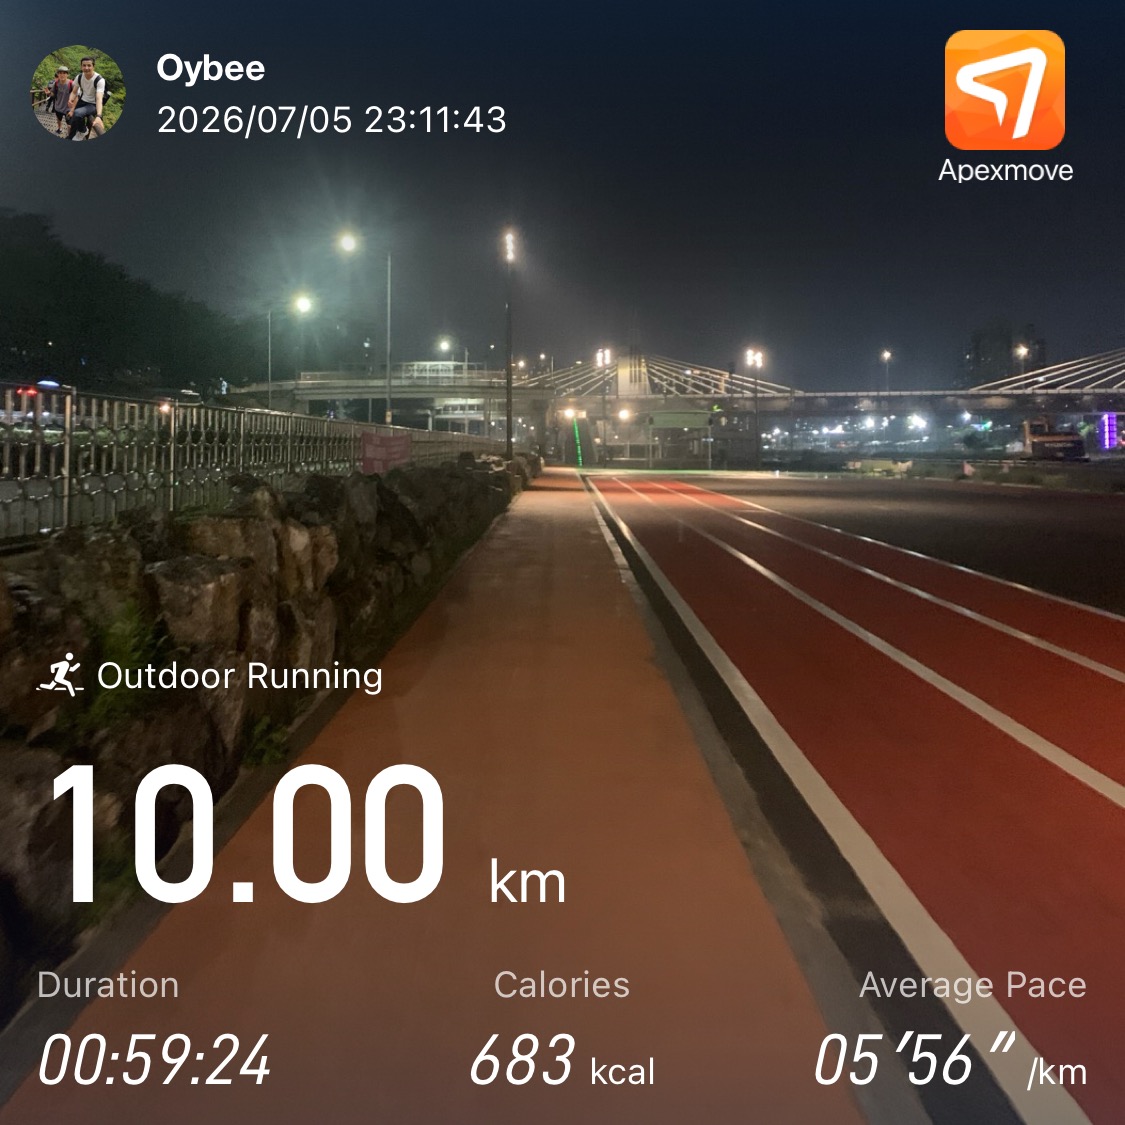 Oybee
2026/07/05 23:11:43
Apexmove
Outdoor Running
10.00 km
Duration Calories Average Pace
00:59:24 683 kcal 05′56″/km